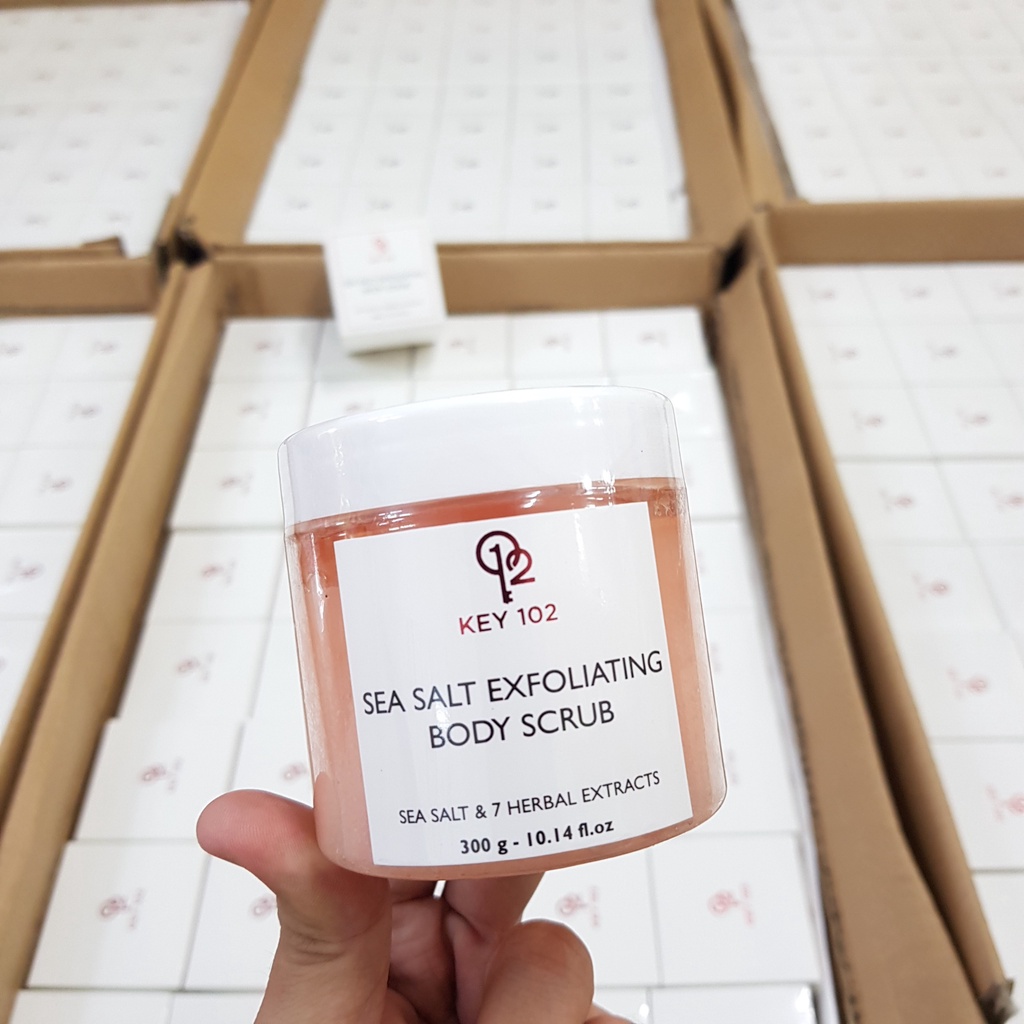 KEY 102
SEA SALT EXFOLIATING
BODY SCRUB
SEA SALT & 7 HERBAL EXTRACTS
300 g - 10.14 fl.oz